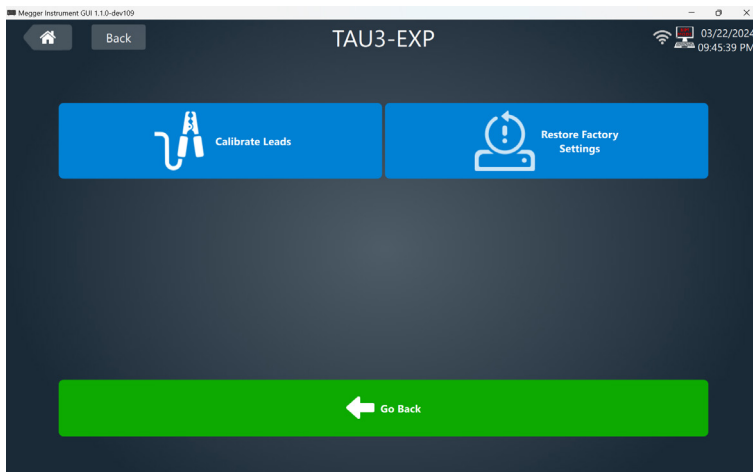 Megger Instrument GUI 1.1.0-dev109
Back
TAU3-EXP
03/22/2024
09:45:39 PM
Calibrate Leads
Restore Factory
Settings
Go Back